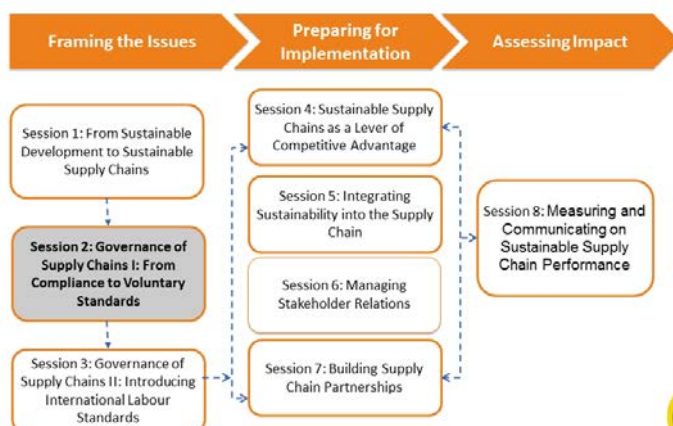 Framing the Issues
Preparing for
Implementation
Assessing Impact
Session 1: From Sustainable
Development to Sustainable
Supply Chains
Session 2: Governance of
Supply Chains I: From
Compliance to Voluntary
Standards
Session 3: Governance of
Supply Chains II: Introducing
International Labour
Standards
Session 4: Sustainable Supply
Chains as a Lever of
Competitive Advantage
Session 5: Integrating
Sustainability into the Supply
Chain
Session 6: Managing
Stakeholder Relations
Session 7: Building Supply
Chain Partnerships
Session 8: Measuring and
Communicating on
Sustainable Supply
Chain Performance